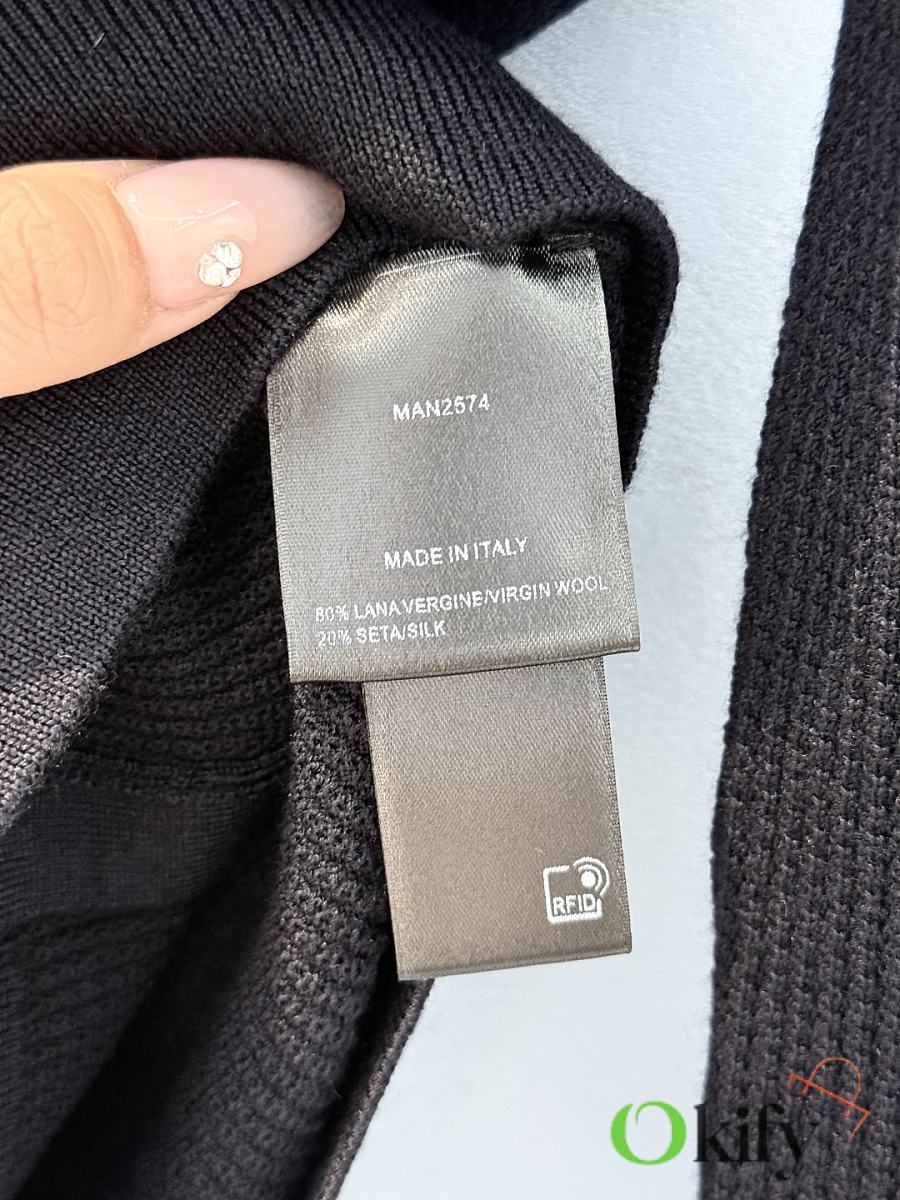 MAN2574
MADE IN ITALY
80% LANA VERGINE/VIRGIN WOOL
20% SETA/SILK
RFID
Okify